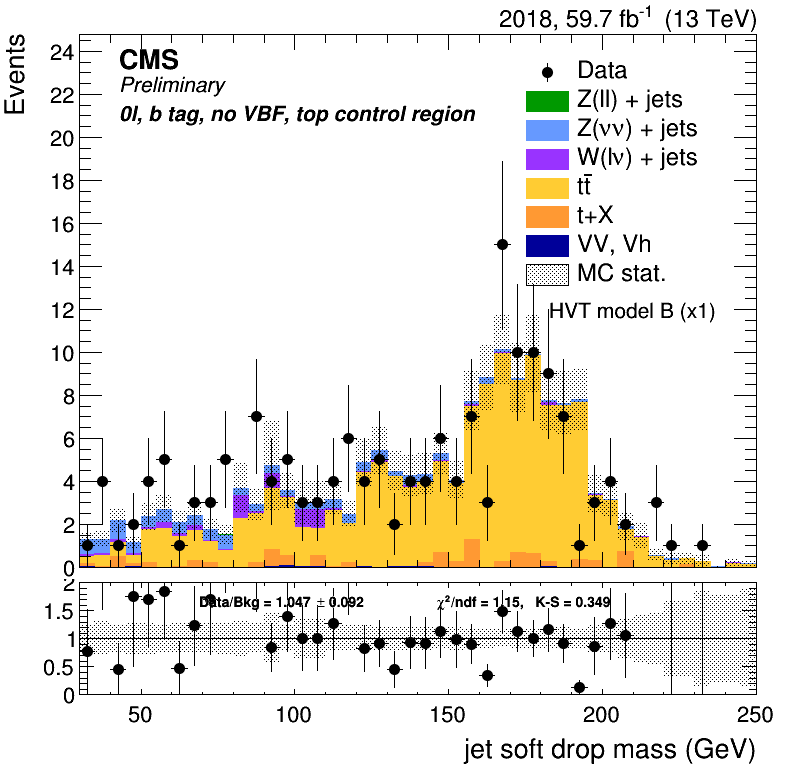 2018, 59.7 fb⁻¹ (13 TeV)
Events
CMS
Preliminary
0l, b tag, no VBF, top control region
Data
Z(ll) + jets
Z(νν) + jets
W(lν) + jets
tt̄
t+X
VV, Vh
MC stat.
HVT model B (x1)
24
22
20
18
16
14
12
10
8
6
4
2
0
Data/Bkg = 1.047 ± 0.092
χ²/ndf = 1.15, K-S = 0.349
2
1.5
1
0.5
0
50 100 150 200 250
jet soft drop mass (GeV)